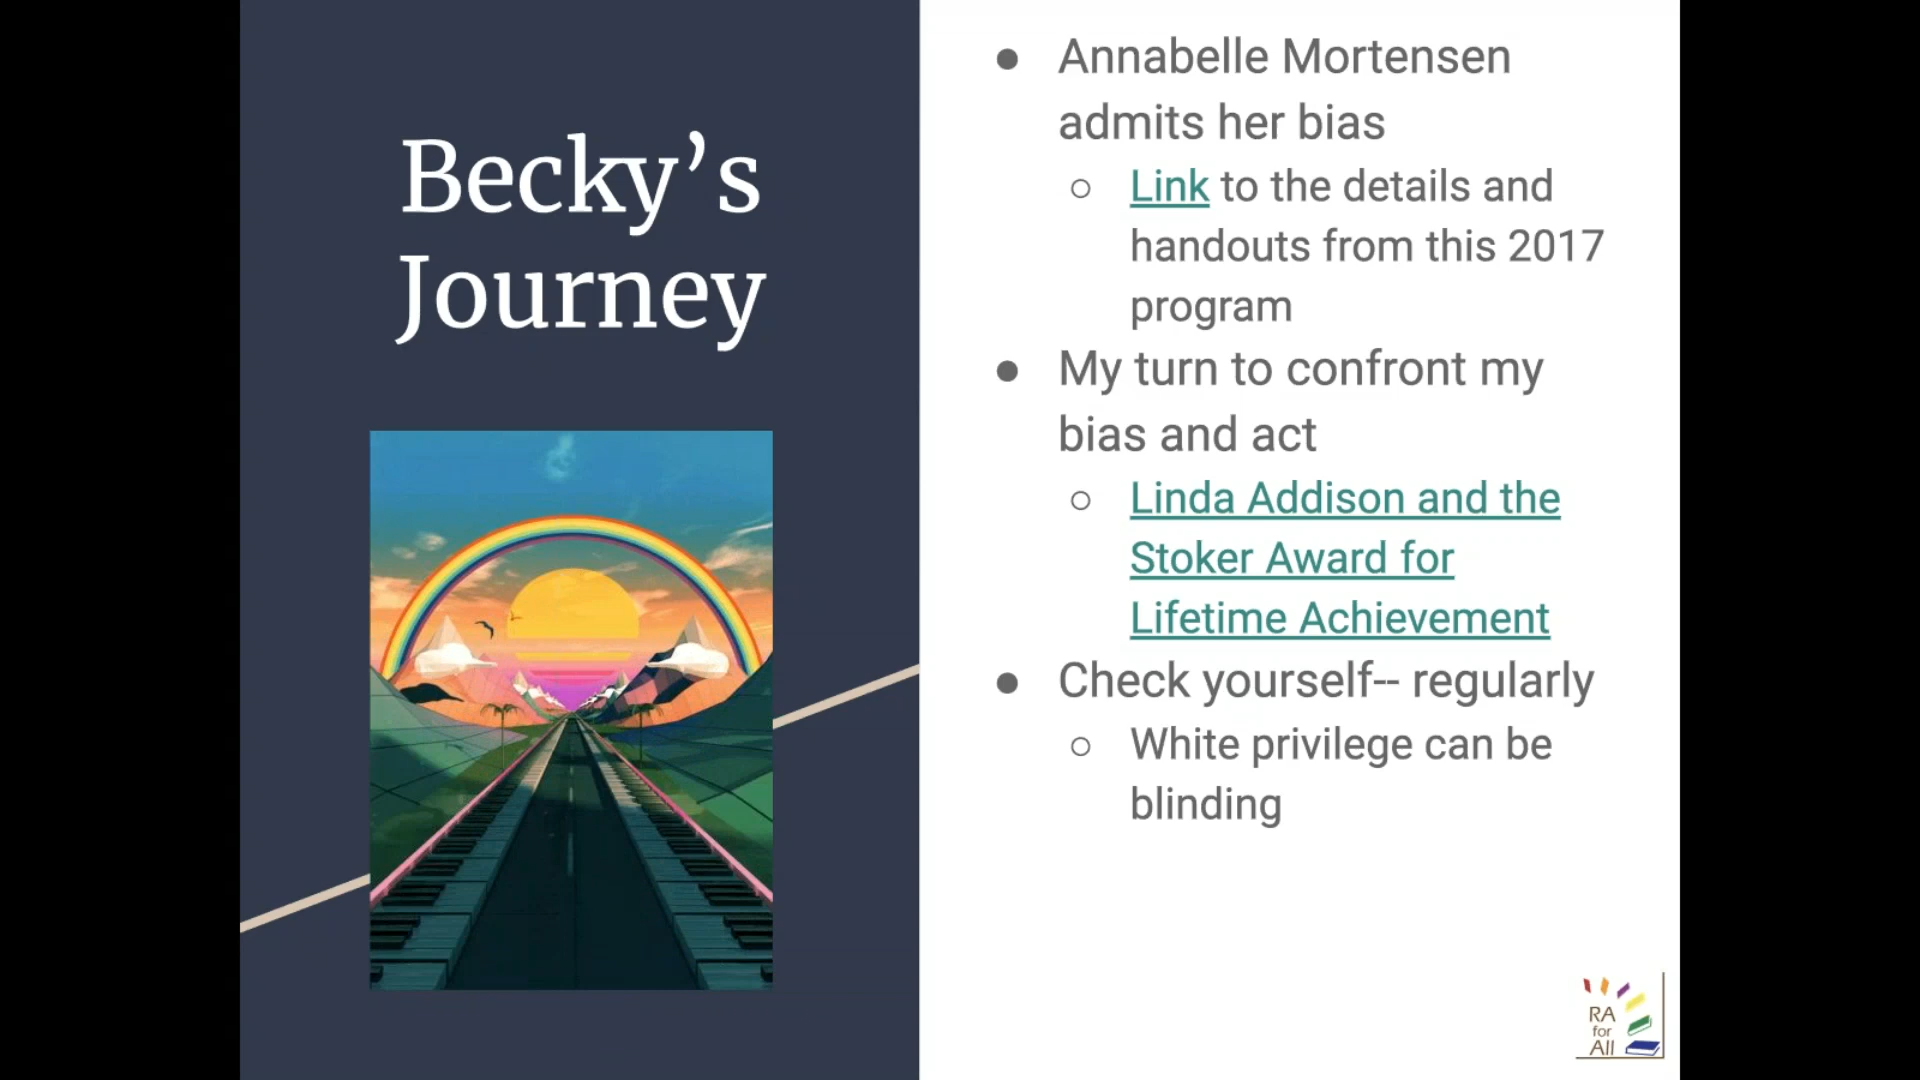 Becky’s
Journey
● Annabelle Mortensen
admits her bias
○ Link to the details and
handouts from this 2017
program
● My turn to confront my
bias and act
○ Linda Addison and the
Stoker Award for
Lifetime Achievement
● Check yourself-- regularly
○ White privilege can be
blinding
RA
for
All